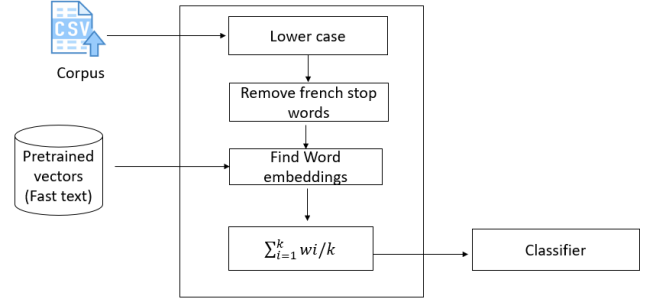 CSV
Corpus
Lower case
Remove french stop
words
Pretrained
vectors
(Fast text)
Find Word
embeddings
∑_{i=1}^{k} wi/k
Classifier